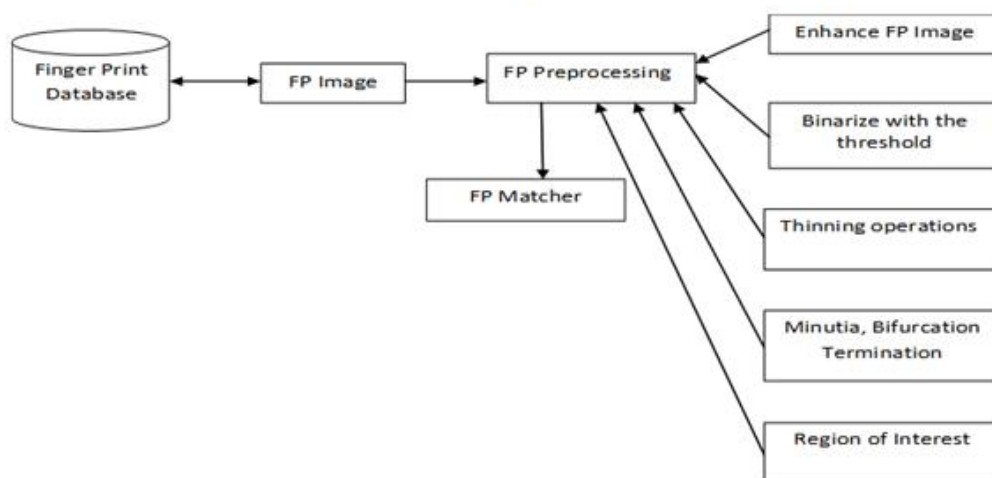 Finger Print
Database
FP Image
FP Preprocessing
FP Matcher
Enhance FP Image
Binarize with the
threshold
Thinning operations
Minutia, Bifurcation
Termination
Region of Interest